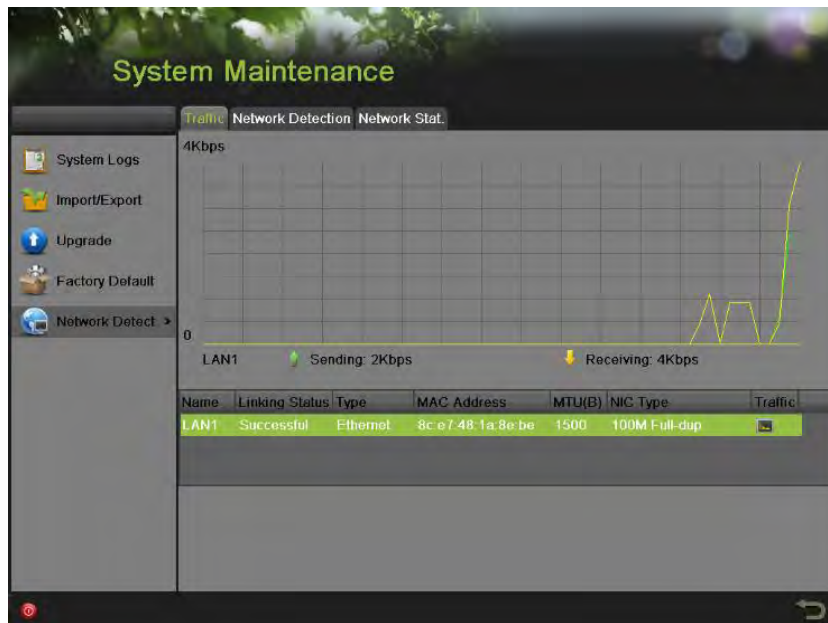 System Maintenance
Traffic Network Detection Network Stat.
System Logs
Import/Export
Upgrade
Factory Default
Network Detect >
4Kbps
0
LAN1 Sending: 2Kbps Receiving: 4Kbps
Name Linking Status Type MAC Address MTU(B) NIC Type Traffic
LAN1 Successful Ethernet 8c:e7:48:1a:8e:be 1500 100M Full-dup